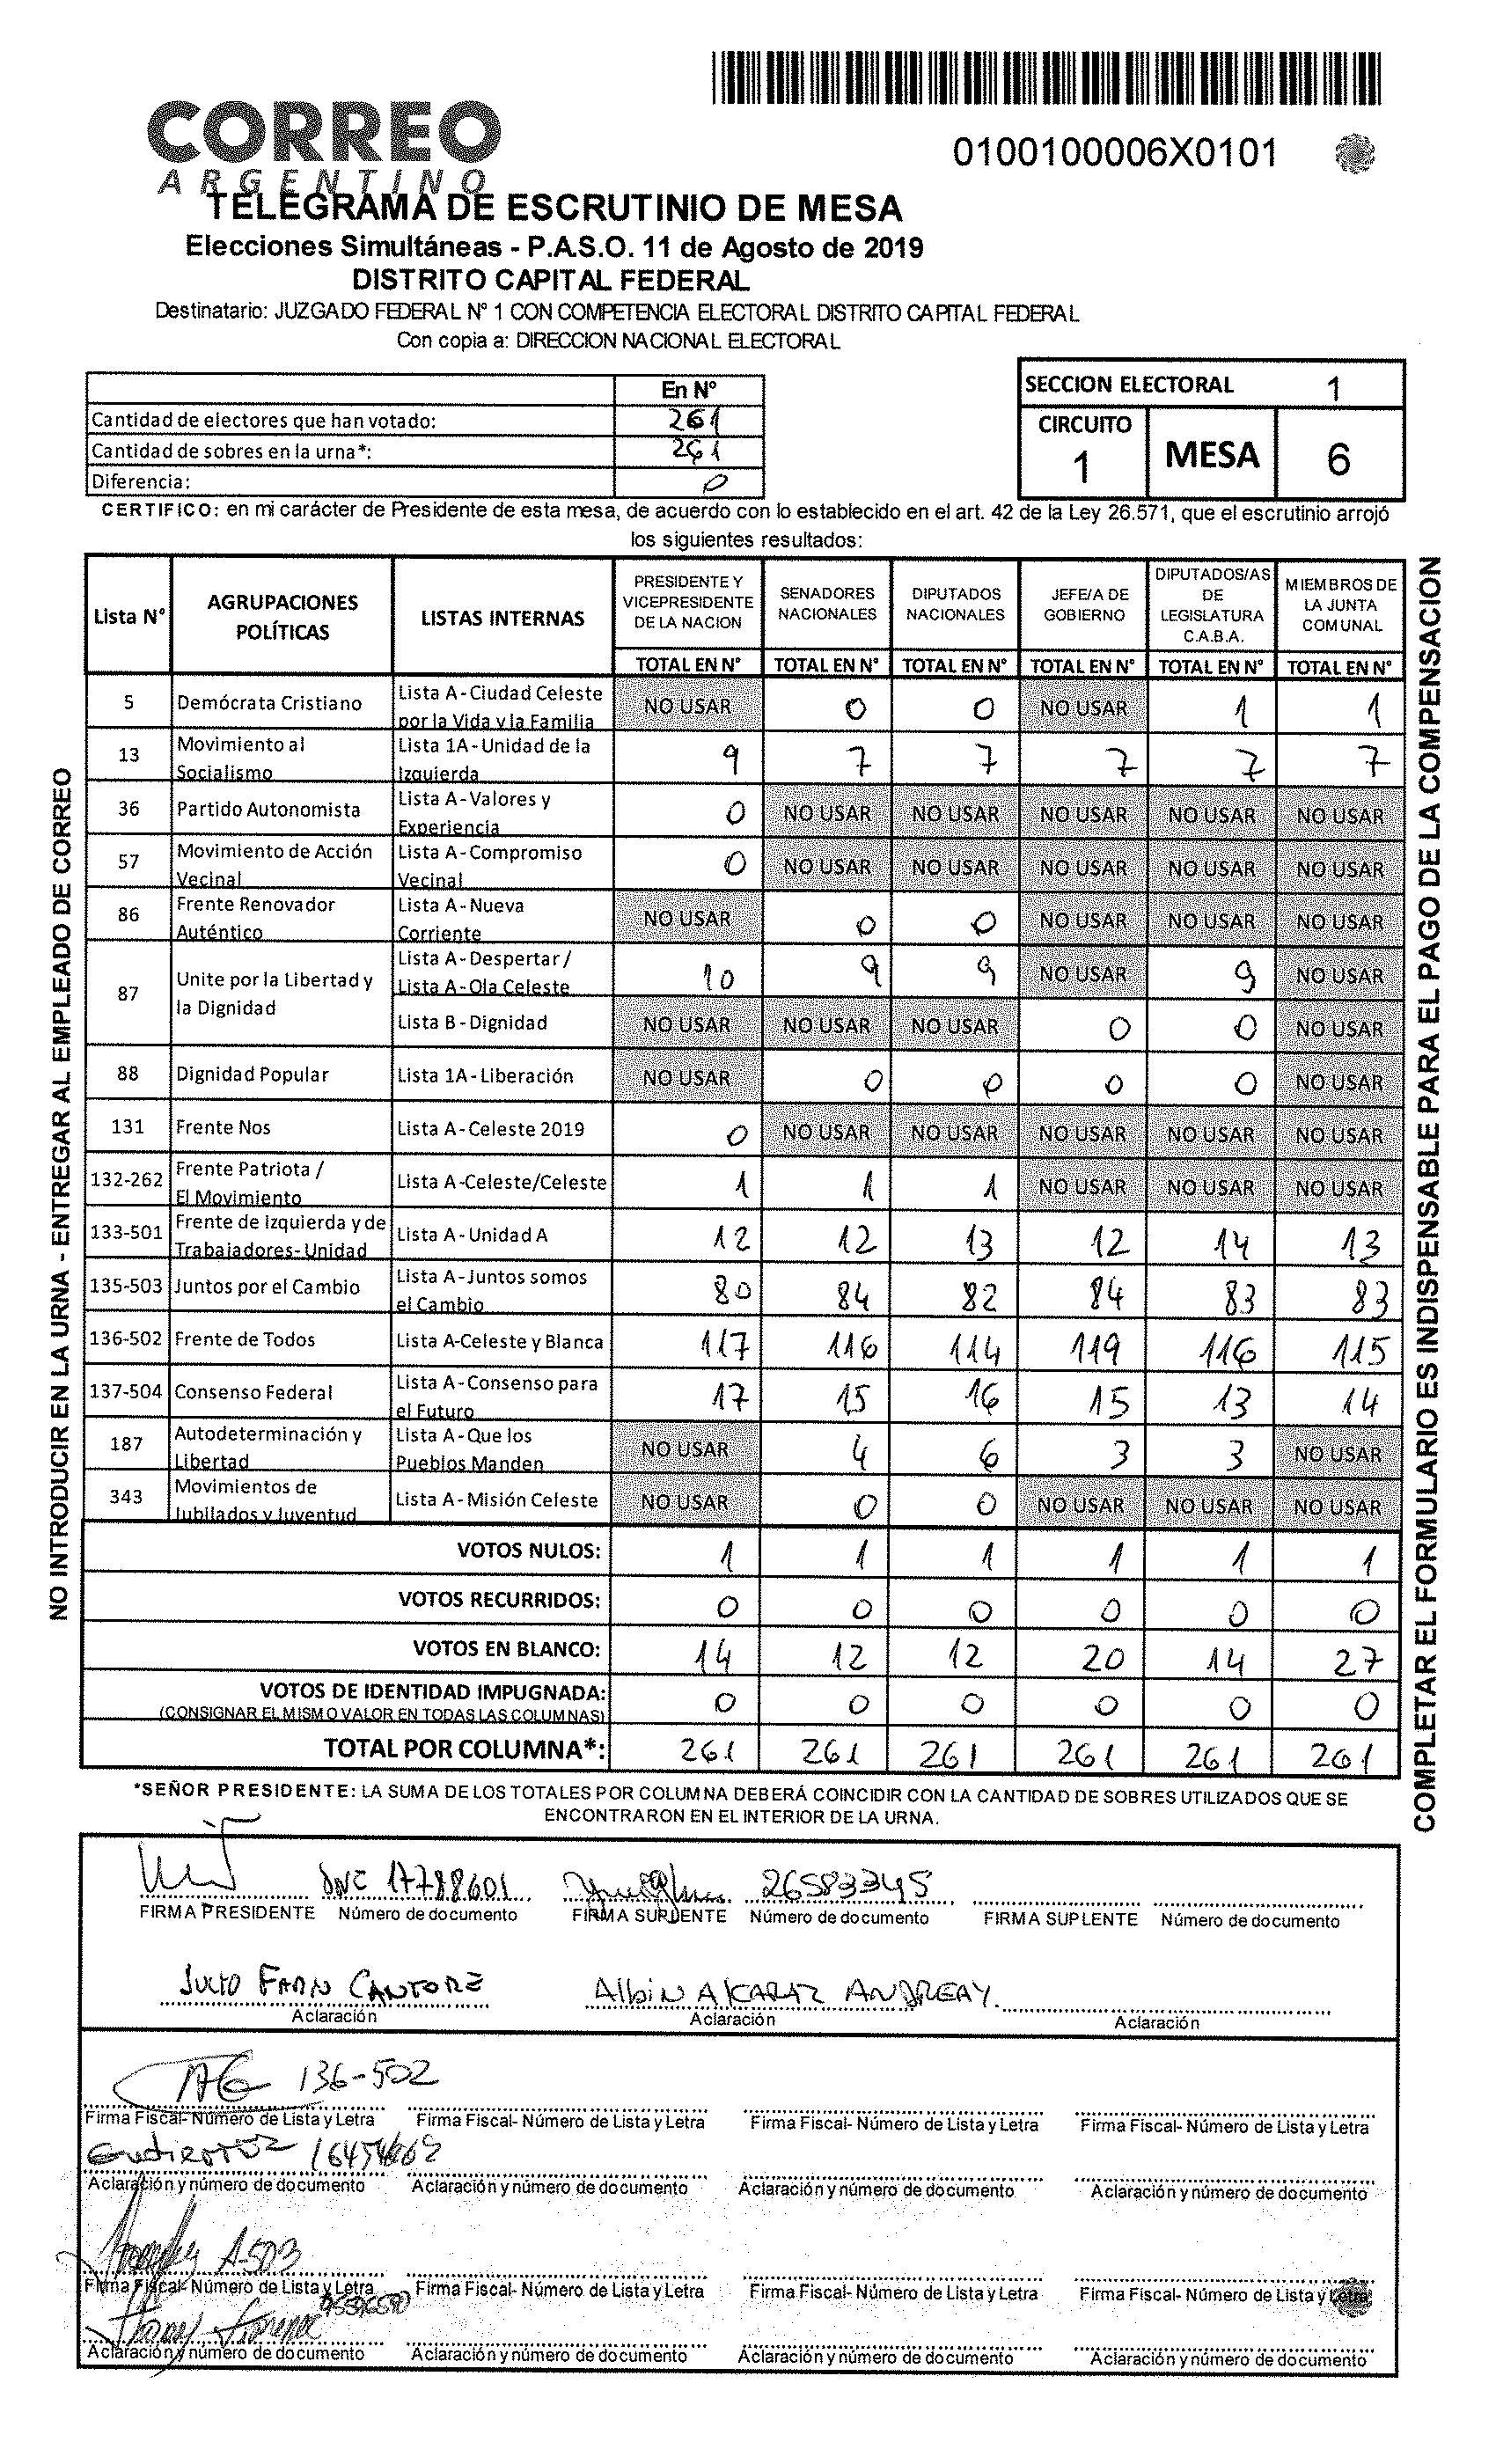 0100100006X0101
CORREO
ARGENTINO
TELEGRAMA DE ESCRUTINIO DE MESA
Elecciones Simultáneas - P.A.S.O. 11 de Agosto de 2019
DISTRITO CAPITAL FEDERAL
Destinatario: JUZGADO FEDERAL Nº 1 CON COMPETENCIA ELECTORAL DISTRITO CAPITAL FEDERAL
Con copia a: DIRECCION NACIONAL ELECTORAL
En Nº
Cantidad de electores que han votado: 261
Cantidad de sobres en la urna*: 261
Diferencia: 0
SECCION ELECTORAL 1
CIRCUITO 1 MESA 6
CERTIFICO: en mi carácter de Presidente de esta mesa, de acuerdo con lo establecido en el art. 42 de la Ley 26.571, que el escrutinio arrojó
los siguientes resultados:
Lista Nº AGRUPACIONES POLÍTICAS LISTAS INTERNAS PRESIDENTE Y VICEPRESIDENTE DE LA NACION SENADORES NACIONALES DIPUTADOS NACIONALES JEFE/A DE GOBIERNO DIPUTADOS/AS DE LEGISLATURA C.A.B.A. MIEMBROS DE LA JUNTA COMUNAL
TOTAL EN Nº TOTAL EN Nº TOTAL EN Nº TOTAL EN Nº TOTAL EN Nº TOTAL EN Nº
5 Demócrata Cristiano Lista A-Ciudad Celeste por la Vida y la Familia NO USAR 0 0 NO USAR 1 1
13 Movimiento al Socialismo Lista 1A-Unidad de la Izquierda 9 7 7 7 7 7
36 Partido Autonomista Lista A-Valores y Experiencia 0 NO USAR NO USAR NO USAR NO USAR NO USAR
57 Movimiento de Acción Vecinal Lista A-Compromiso Vecinal 0 NO USAR NO USAR NO USAR NO USAR NO USAR
86 Frente Renovador Auténtico Lista A-Nueva Corriente NO USAR 0 0 NO USAR NO USAR NO USAR
87 Unite por la Libertad y la Dignidad Lista A-Despertar / Lista A-Ola Celeste 10 9 9 NO USAR 9 NO USAR
Lista B-Dignidad NO USAR NO USAR NO USAR 0 0 NO USAR
88 Dignidad Popular Lista 1A-Liberación NO USAR 0 0 0 0 NO USAR
131 Frente Nos Lista A-Celeste 2019 0 NO USAR NO USAR NO USAR NO USAR NO USAR
132-262 Frente Patriota / El Movimiento Lista A-Celeste/Celeste 1 1 1 NO USAR NO USAR NO USAR
133-501 Frente de Izquierda y de Trabajadores-Unidad Lista A-Unidad A 12 12 13 12 14 13
135-503 Juntos por el Cambio Lista A-Juntos somos el Cambio 80 84 82 84 83 83
136-502 Frente de Todos Lista A-Celeste y Blanca 117 116 114 119 116 115
137-504 Consenso Federal Lista A-Consenso para el Futuro 17 15 16 15 13 14
187 Autodeterminación y Libertad Lista A-Que los Pueblos Manden NO USAR 4 6 3 3 NO USAR
343 Movimientos de Jubilados y Juventud Lista A-Misión Celeste NO USAR 0 0 NO USAR NO USAR NO USAR
VOTOS NULOS: 1 1 1 1 1 1
VOTOS RECURRIDOS: 0 0 0 0 0 0
VOTOS EN BLANCO: 14 12 12 20 14 27
VOTOS DE IDENTIDAD IMPUGNADA: 0 0 0 0 0 0
(CONSIGNAR EL MISMO VALOR EN TODAS LAS COLUMNAS)
TOTAL POR COLUMNA*: 261 261 261 261 261 261
*SEÑOR PRESIDENTE: LA SUMA DE LOS TOTALES POR COLUMNA DEBERÁ COINCIDIR CON LA CANTIDAD DE SOBRES UTILIZADOS QUE SE
ENCONTRARON EN EL INTERIOR DE LA URNA.
NO INTRODUCIR EN LA URNA - ENTREGAR AL EMPLEADO DE CORREO
COMPLETAR EL FORMULARIO ES INDISPENSABLE PARA EL PAGO DE LA COMPENSACION
17788601 26583345
FIRMA PRESIDENTE Número de documento FIRMA SUPLENTE Número de documento FIRMA SUPLENTE Número de documento
JULIO CANTORE Albin ALCARAZ ANDREAY
Aclaración Aclaración Aclaración
136-502
Firma Fiscal- Número de Lista y Letra Firma Fiscal- Número de Lista y Letra Firma Fiscal- Número de Lista y Letra Firma Fiscal- Número de Lista y Letra
Gutierrez
Aclaración y número de documento Aclaración y número de documento Aclaración y número de documento Aclaración y número de documento
A-503
Firma Fiscal- Número de Lista y Letra Firma Fiscal- Número de Lista y Letra Firma Fiscal- Número de Lista y Letra Firma Fiscal- Número de Lista y Letra
Aclaración y número de documento Aclaración y número de documento Aclaración y número de documento Aclaración y número de documento